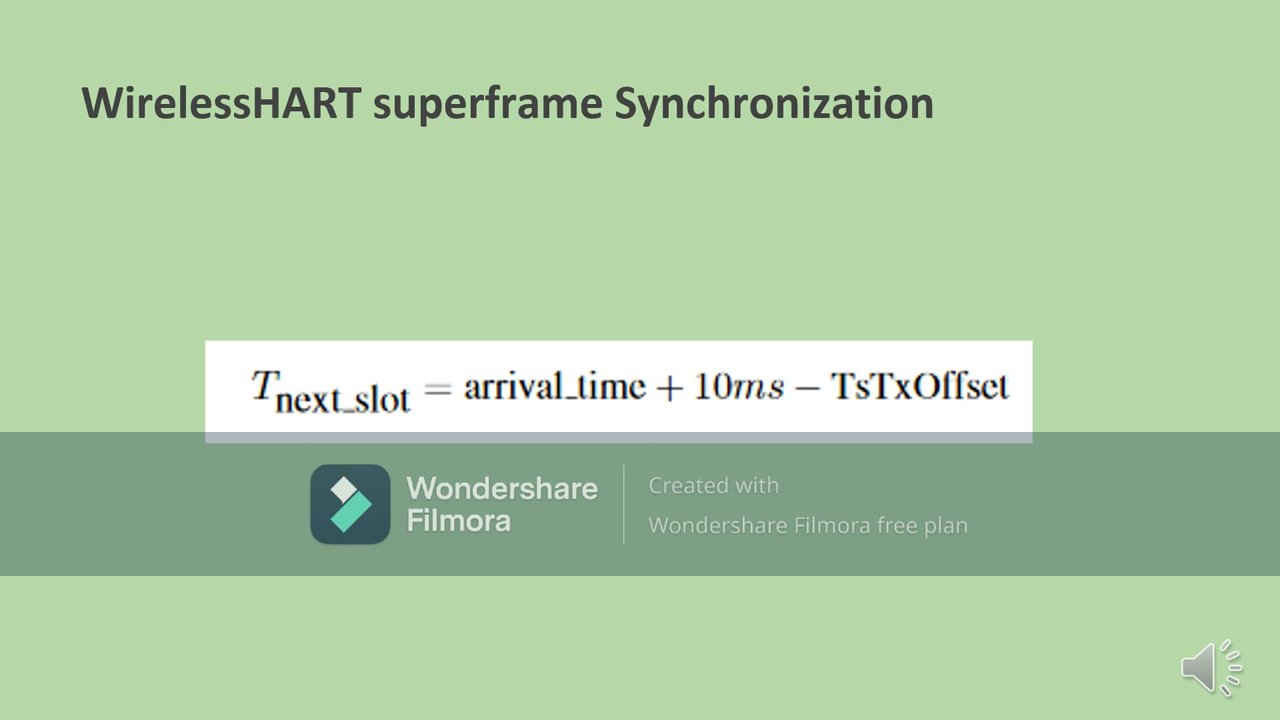 WirelessHART superframe Synchronization
T_next_slot = arrival_time + 10ms − TsTxOffset
Wondershare
Filmora
Created with
Wondershare Filmora free plan